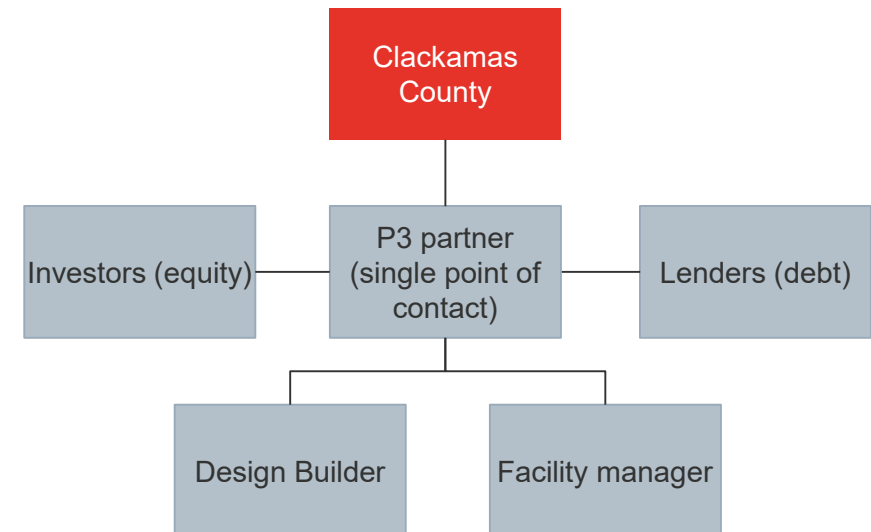 Clackamas
County
Investors (equity)
P3 partner
(single point of
contact)
Lenders (debt)
Design Builder
Facility manager